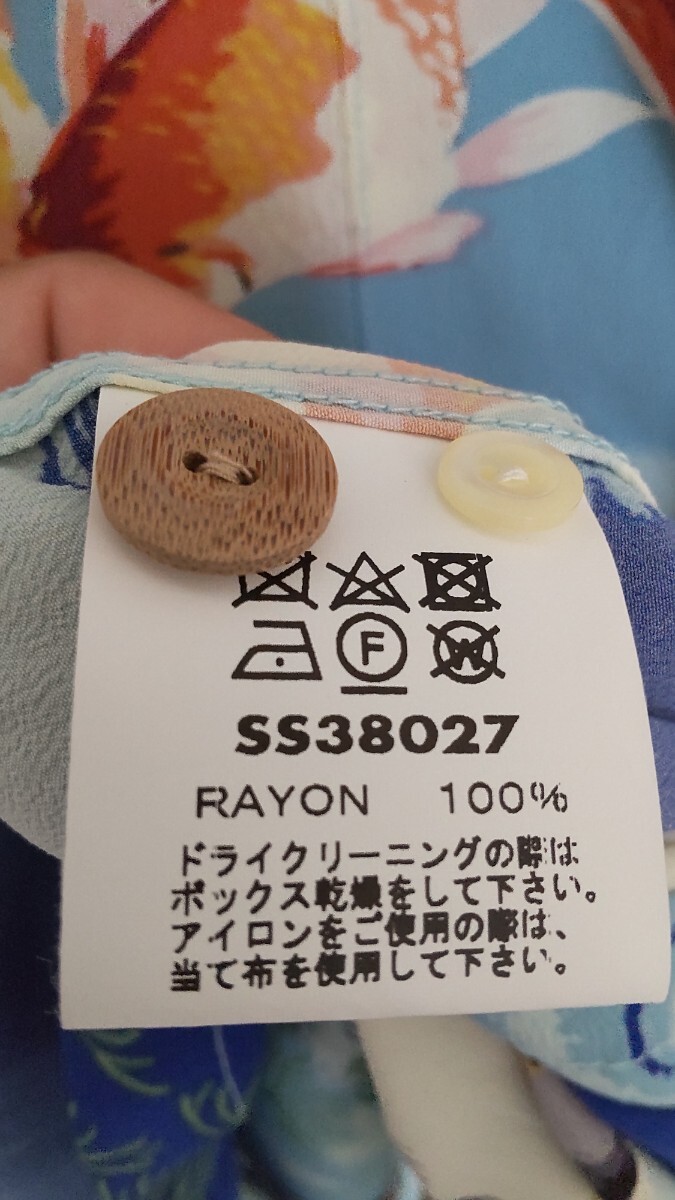 F
W
SS38027
RAYON 100%
ドライクリーニングの際は
ボックス乾燥をして下さい。
アイロンをご使用の際は、
当て布を使用して下さい。